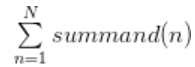 N
∑ summand(n)
n=1